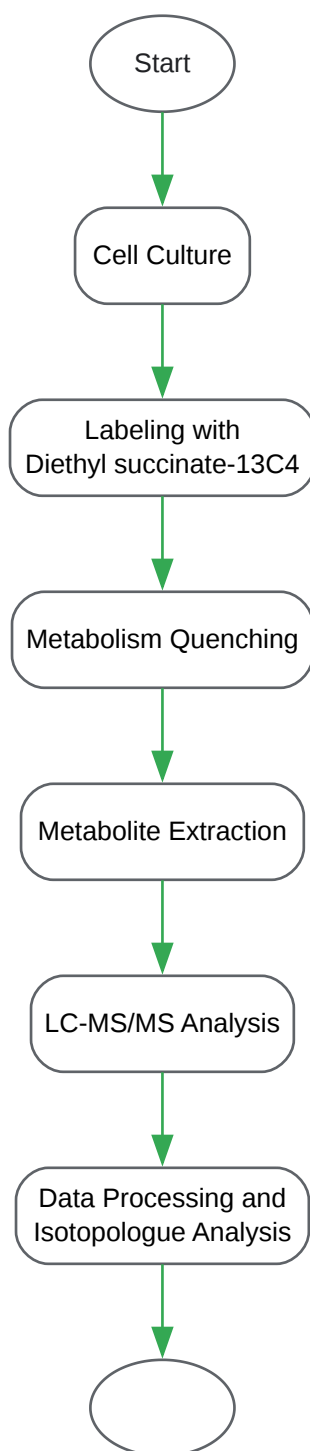 Start
Cell Culture
Labeling with
Diethyl succinate-13C4
Metabolism Quenching
Metabolite Extraction
LC-MS/MS Analysis
Data Processing and
Isotopologue Analysis